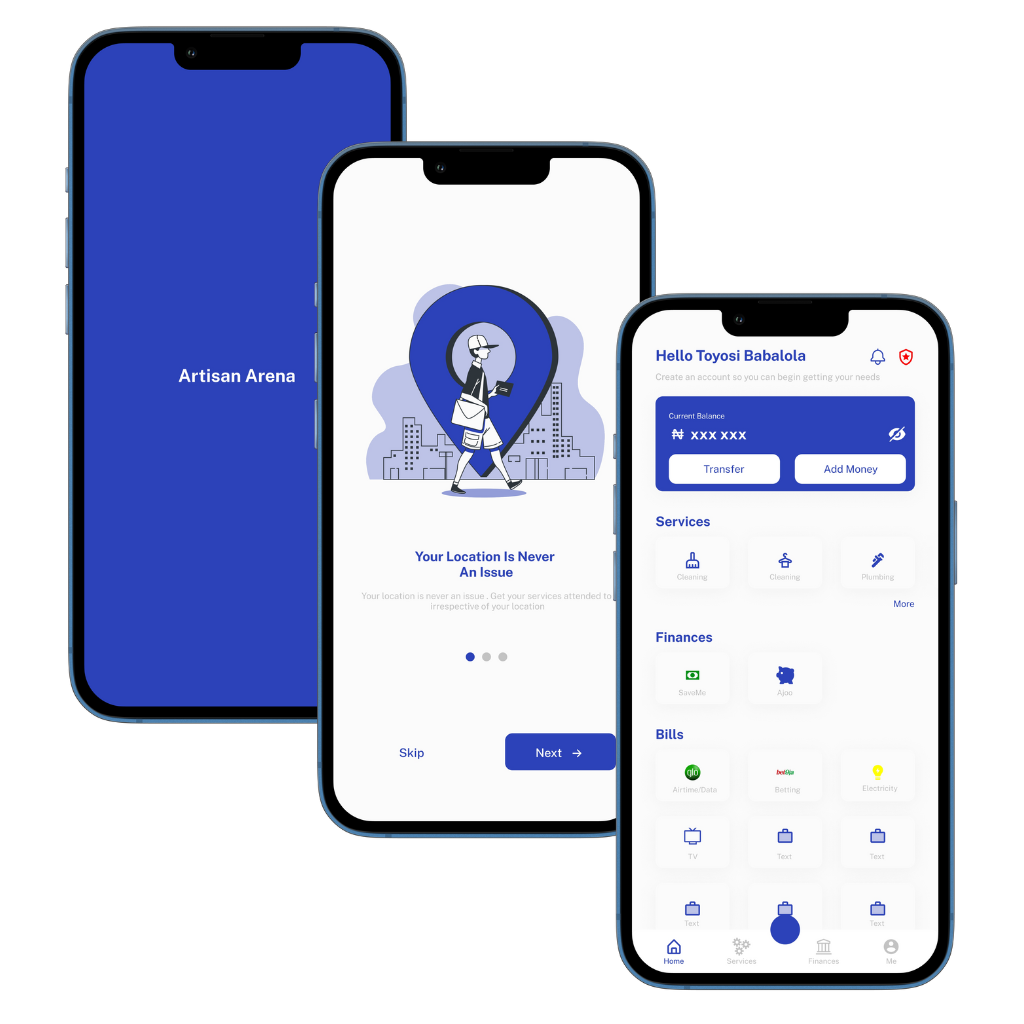 Artisan Arena
Your Location Is Never
An Issue
Your location is never an issue . Get your services attended to
irrespective of your location
Skip
Next →
Hello Toyosi Babalola
Create an account so you can begin getting your needs
Current Balance
₦ xxx xxx
Transfer
Add Money
Services
Cleaning
Cleaning
Plumbing
More
Finances
SaveMe
Ajoo
Bills
glo
bet9ja
Airtime/Data
Betting
Electricity
TV
Text
Text
Text
Text
Home
Services
Finances
Me